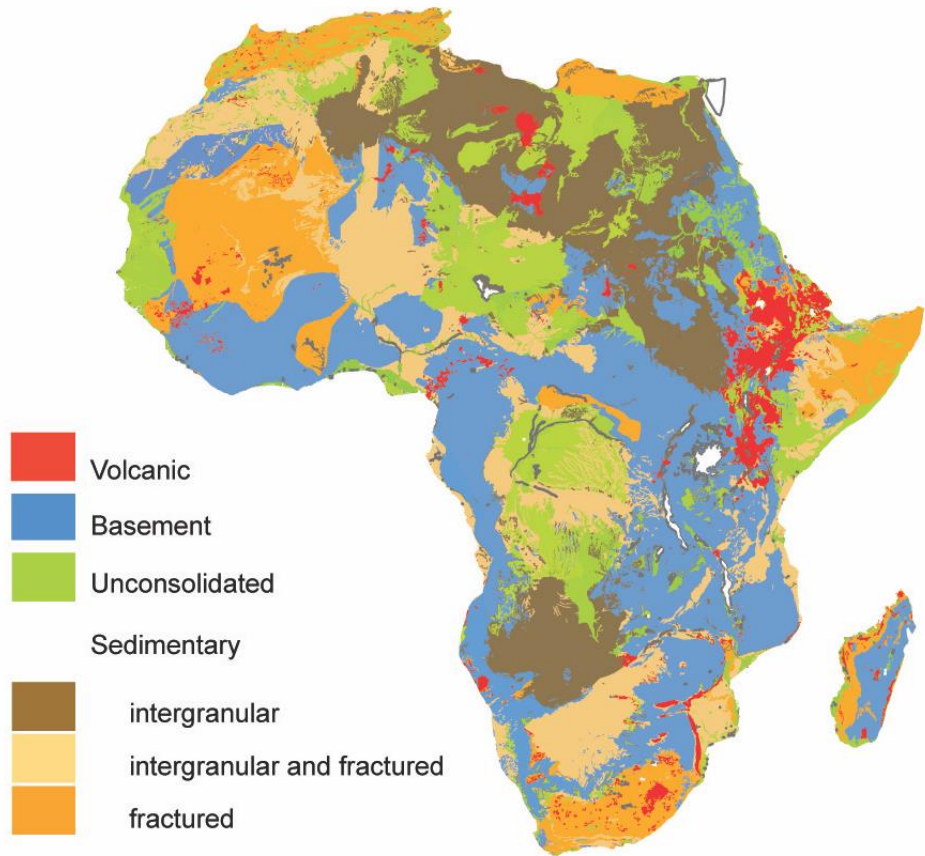 Volcanic
Basement
Unconsolidated
Sedimentary
intergranular
intergranular and fractured
fractured